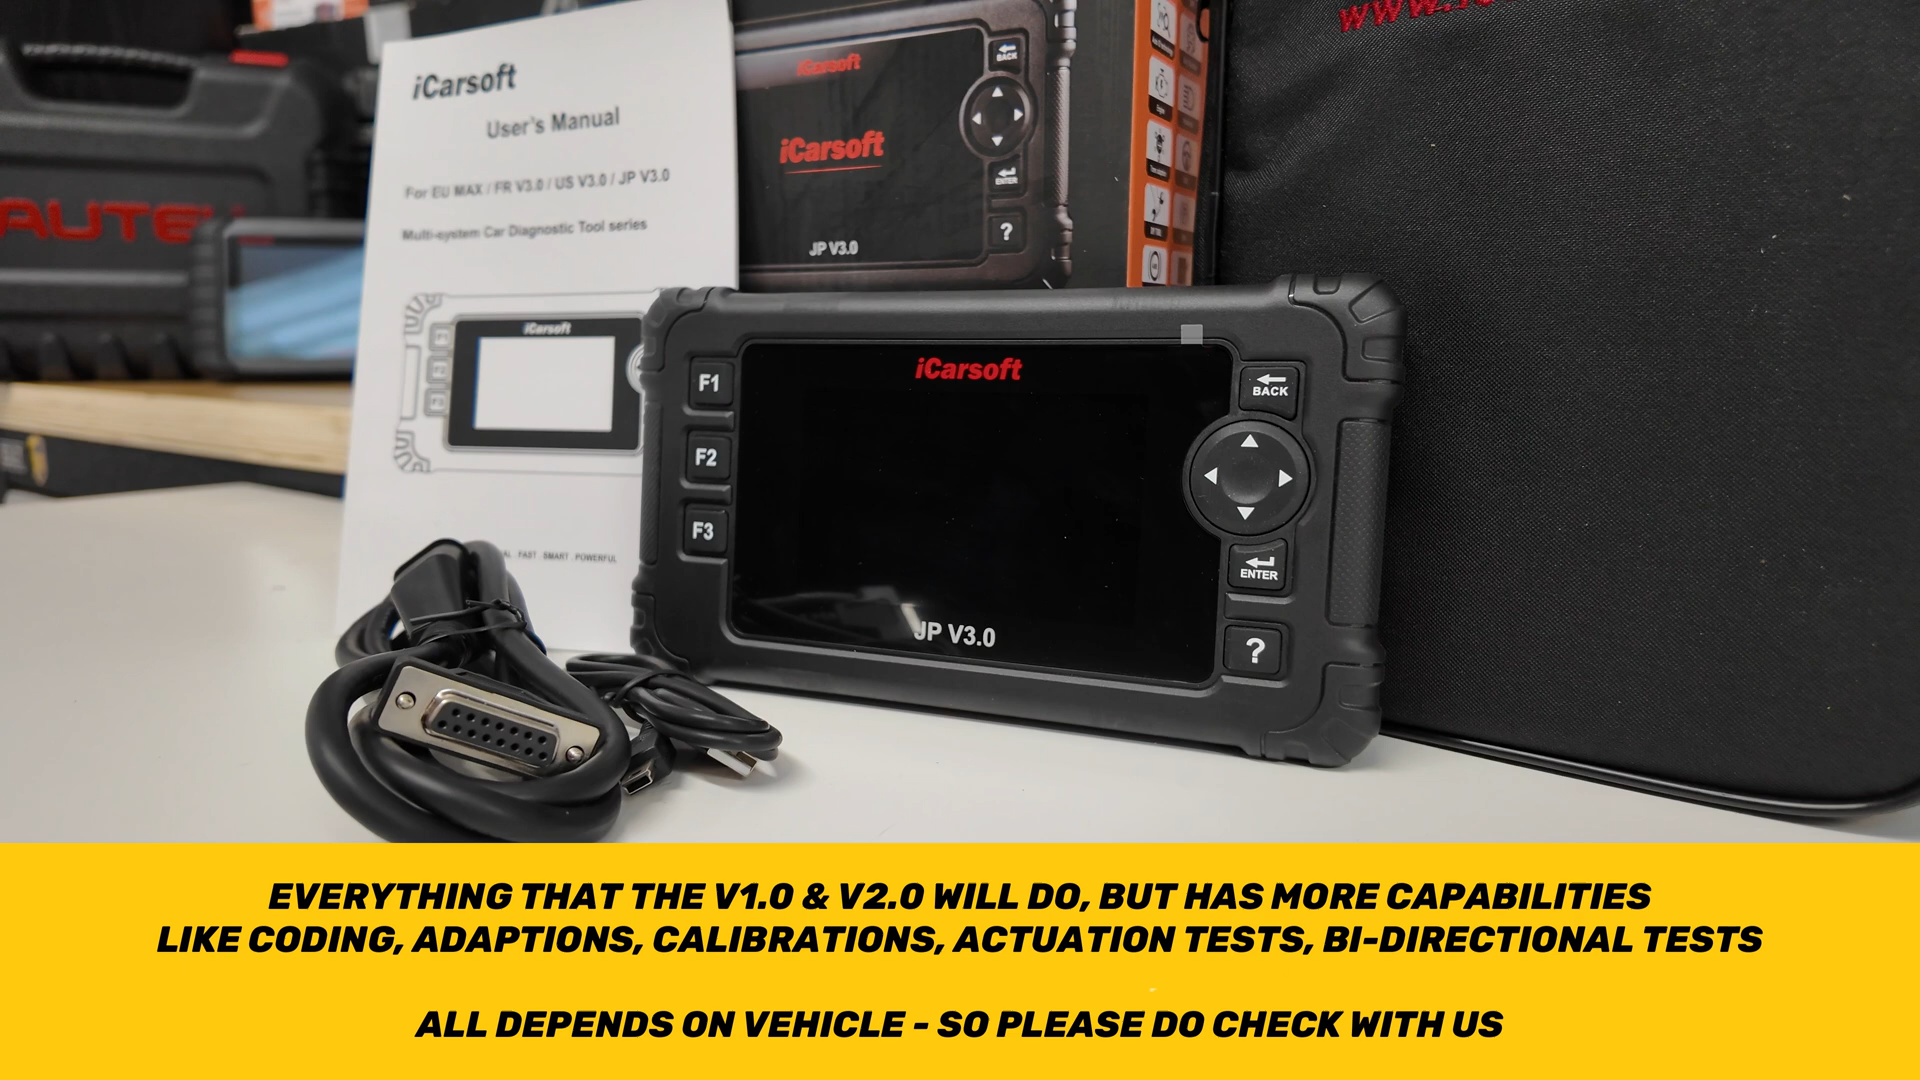 iCarsoft
User's Manual
For EU MAX / FR V3.0 / US V3.0 / JP V3.0
Multi-system Car Diagnostic Tool series
iCarsoft
FAST . SMART . POWERFUL
iCarsoft
iCarsoft
BACK
ENTER
?
JP V3.0
AUTE
iCarsoft
F1
F2
F3
BACK
ENTER
?
JP V3.0
EVERYTHING THAT THE V1.0 & V2.0 WILL DO, BUT HAS MORE CAPABILITIES
LIKE CODING, ADAPTIONS, CALIBRATIONS, ACTUATION TESTS, BI-DIRECTIONAL TESTS
ALL DEPENDS ON VEHICLE - SO PLEASE DO CHECK WITH US